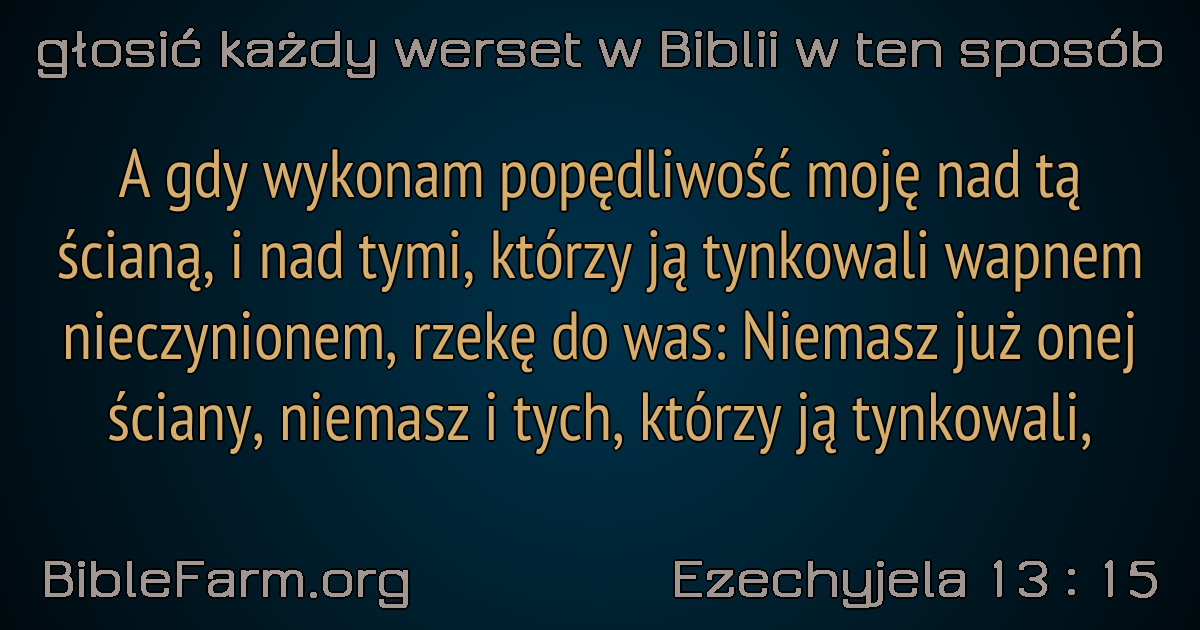 głosić każdy werset w Biblii w ten sposób
A gdy wykonam popędliwość moję nad tą
ścianą, i nad tymi, którzy ją tynkowali wapnem
nieczynionem, rzekę do was: Niemasz już onej
ściany, niemasz i tych, którzy ją tynkowali,
BibleFarm.org
Ezechyjela 13 : 15